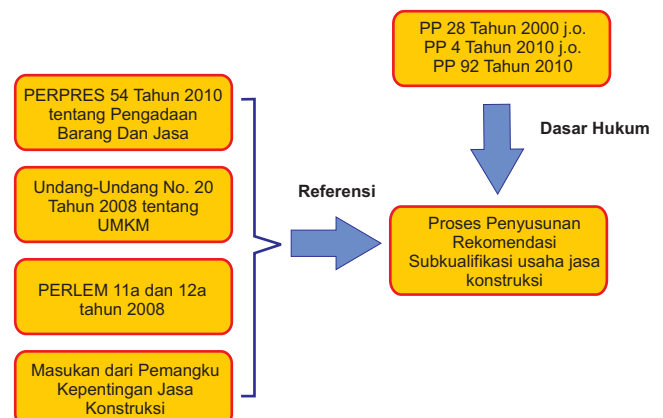 PP 28 Tahun 2000 j.o.
PP 4 Tahun 2010 j.o.
PP 92 Tahun 2010
PERPRES 54 Tahun 2010
tentang Pengadaan
Barang Dan Jasa
Dasar Hukum
Undang-Undang No. 20
Tahun 2008 tentang
UMKM
Referensi
Proses Penyusunan
Rekomendasi
Subkualifikasi usaha jasa
konstruksi
PERLEM 11a dan 12a
tahun 2008
Masukan dari Pemangku
Kepentingan Jasa
Konstruksi